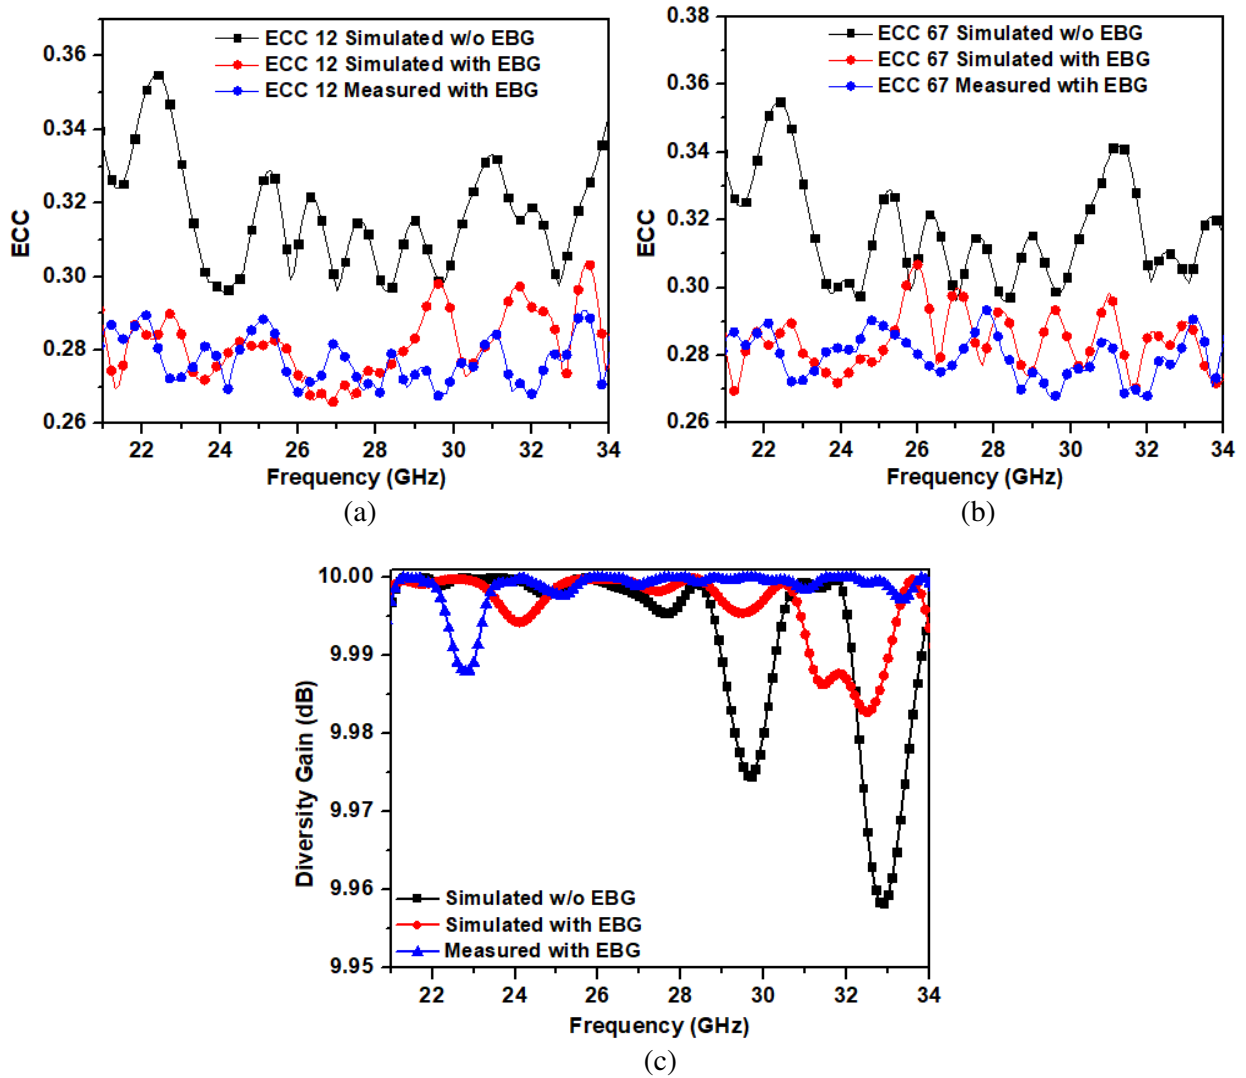 ECC 12 Simulated w/o EBG
ECC 12 Simulated with EBG
ECC 12 Measured with EBG
0.36
0.34
0.32
0.30
0.28
0.26
ECC
22
24
26
28
30
32
34
Frequency (GHz)
(a)
ECC 67 Simulated w/o EBG
ECC 67 Simulated with EBG
ECC 67 Measured wtih EBG
0.38
0.36
0.34
0.32
0.30
0.28
0.26
ECC
22
24
26
28
30
32
34
Frequency (GHz)
(b)
10.00
9.99
9.98
9.97
9.96
9.95
Diversity Gain (dB)
Simulated w/o EBG
Simulated with EBG
Measured with EBG
22
24
26
28
30
32
34
Frequency (GHz)
(c)